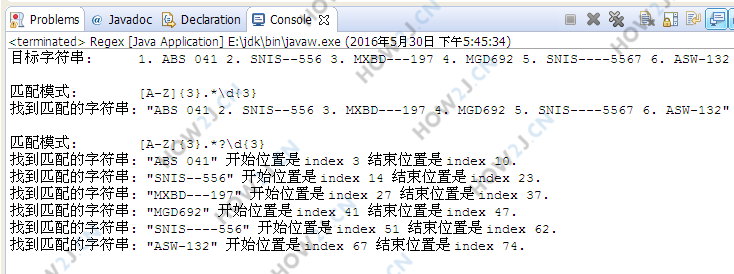 Problems @ Javadoc Declaration Console
<terminated> Regex [Java Application] E:\jdk\bin\javaw.exe (2016年5月30日 下午5:45:34)
目标字符串: 1. ABS 041 2. SNIS--556 3. MXBD---197 4. MGD692 5. SNIS----5567 6. ASW-132
匹配模式: [A-Z]{3}.*\d{3}
找到匹配的字符串："ABS 041 2. SNIS--556 3. MXBD---197 4. MGD692 5. SNIS----5567 6. ASW-132"
匹配模式: [A-Z]{3}.*?\d{3}
找到匹配的字符串："ABS 041" 开始位置是 index 3 结束位置是 index 10.
找到匹配的字符串："SNIS--556" 开始位置是 index 14 结束位置是 index 23.
找到匹配的字符串："MXBD---197" 开始位置是 index 27 结束位置是 index 37.
找到匹配的字符串："MGD692" 开始位置是 index 41 结束位置是 index 47.
找到匹配的字符串："SNIS----556" 开始位置是 index 51 结束位置是 index 62.
找到匹配的字符串："ASW-132" 开始位置是 index 67 结束位置是 index 74.
HOW2J.CN